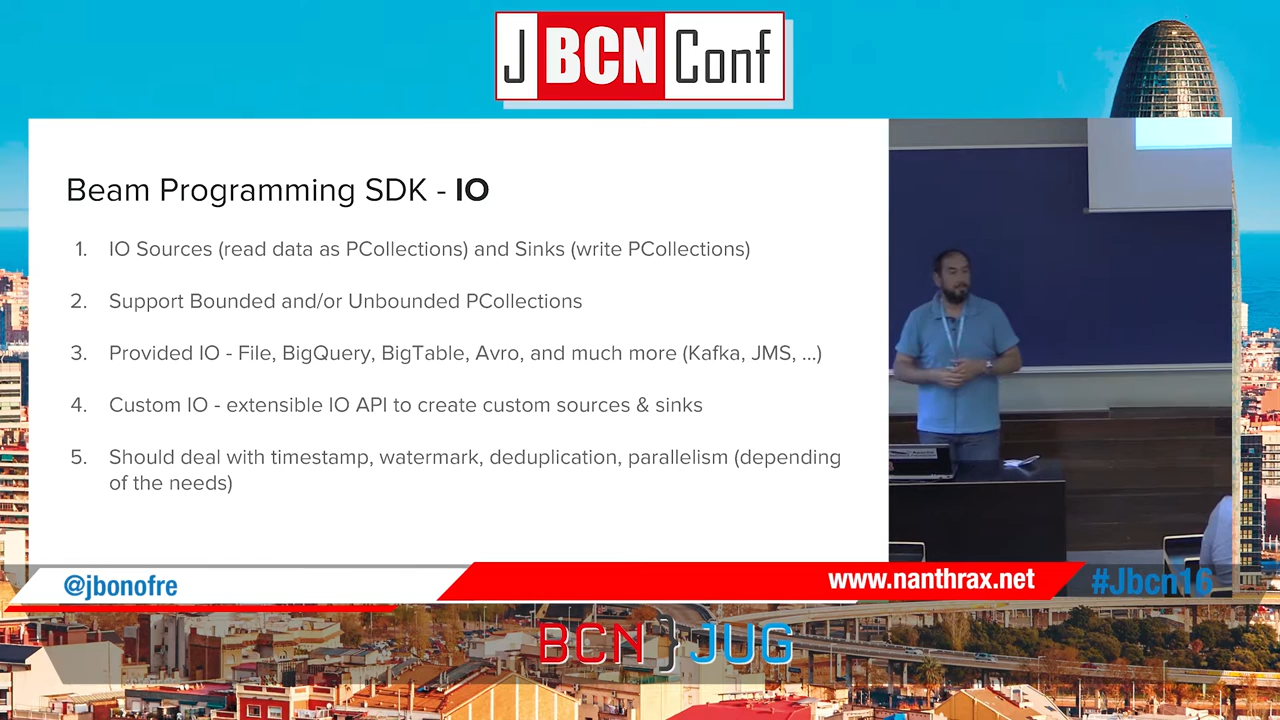 J BCN Conf
Beam Programming SDK - IO
1. IO Sources (read data as PCollections) and Sinks (write PCollections)
2. Support Bounded and/or Unbounded PCollections
3. Provided IO - File, BigQuery, BigTable, Avro, and much more (Kafka, JMS, ...)
4. Custom IO - extensible IO API to create custom sources & sinks
5. Should deal with timestamp, watermark, deduplication, parallelism (depending
of the needs)
@jbonofre
www.nanthrax.net
#Jbcn16
BCN JUG